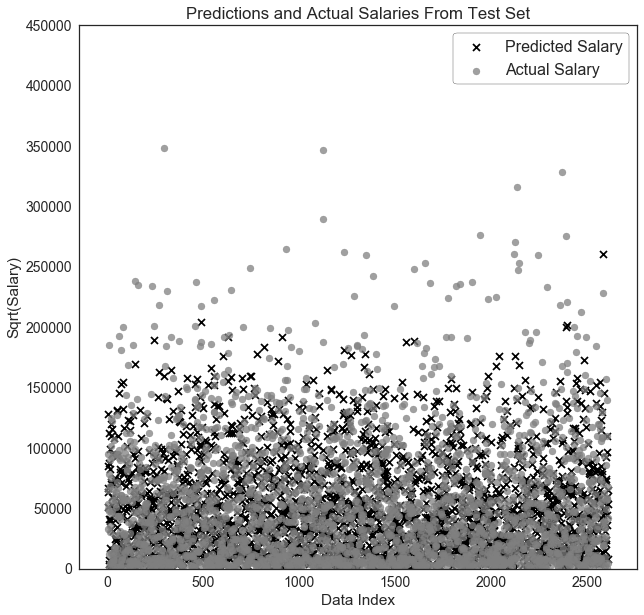 Predictions and Actual Salaries From Test Set
450000
Predicted Salary
Actual Salary
400000
350000
300000
250000
Sqrt(Salary)
200000
150000
100000
50000
0
0 500 1000 1500 2000 2500
Data Index